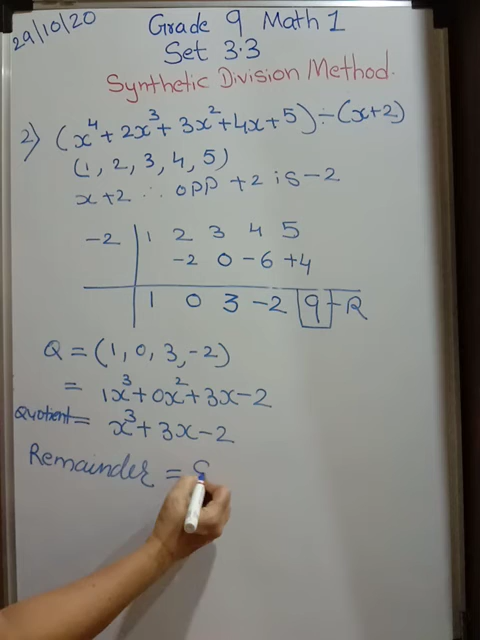 29/10/20
Grade 9 Math 1
Set 3.3
Synthetic Division Method.
2) (x⁴ + 2x³ + 3x² + 4x + 5) ÷ (x+2)
(1, 2, 3, 4, 5)
x+2 ∴ opp +2 is -2
-2 | 1 2 3 4 5
-2 0 -6 +4
1 0 3 -2 9 - R
Q = (1, 0, 3, -2)
= 1x³ + 0x² + 3x - 2
Quotient = x³ + 3x - 2
Remainder =